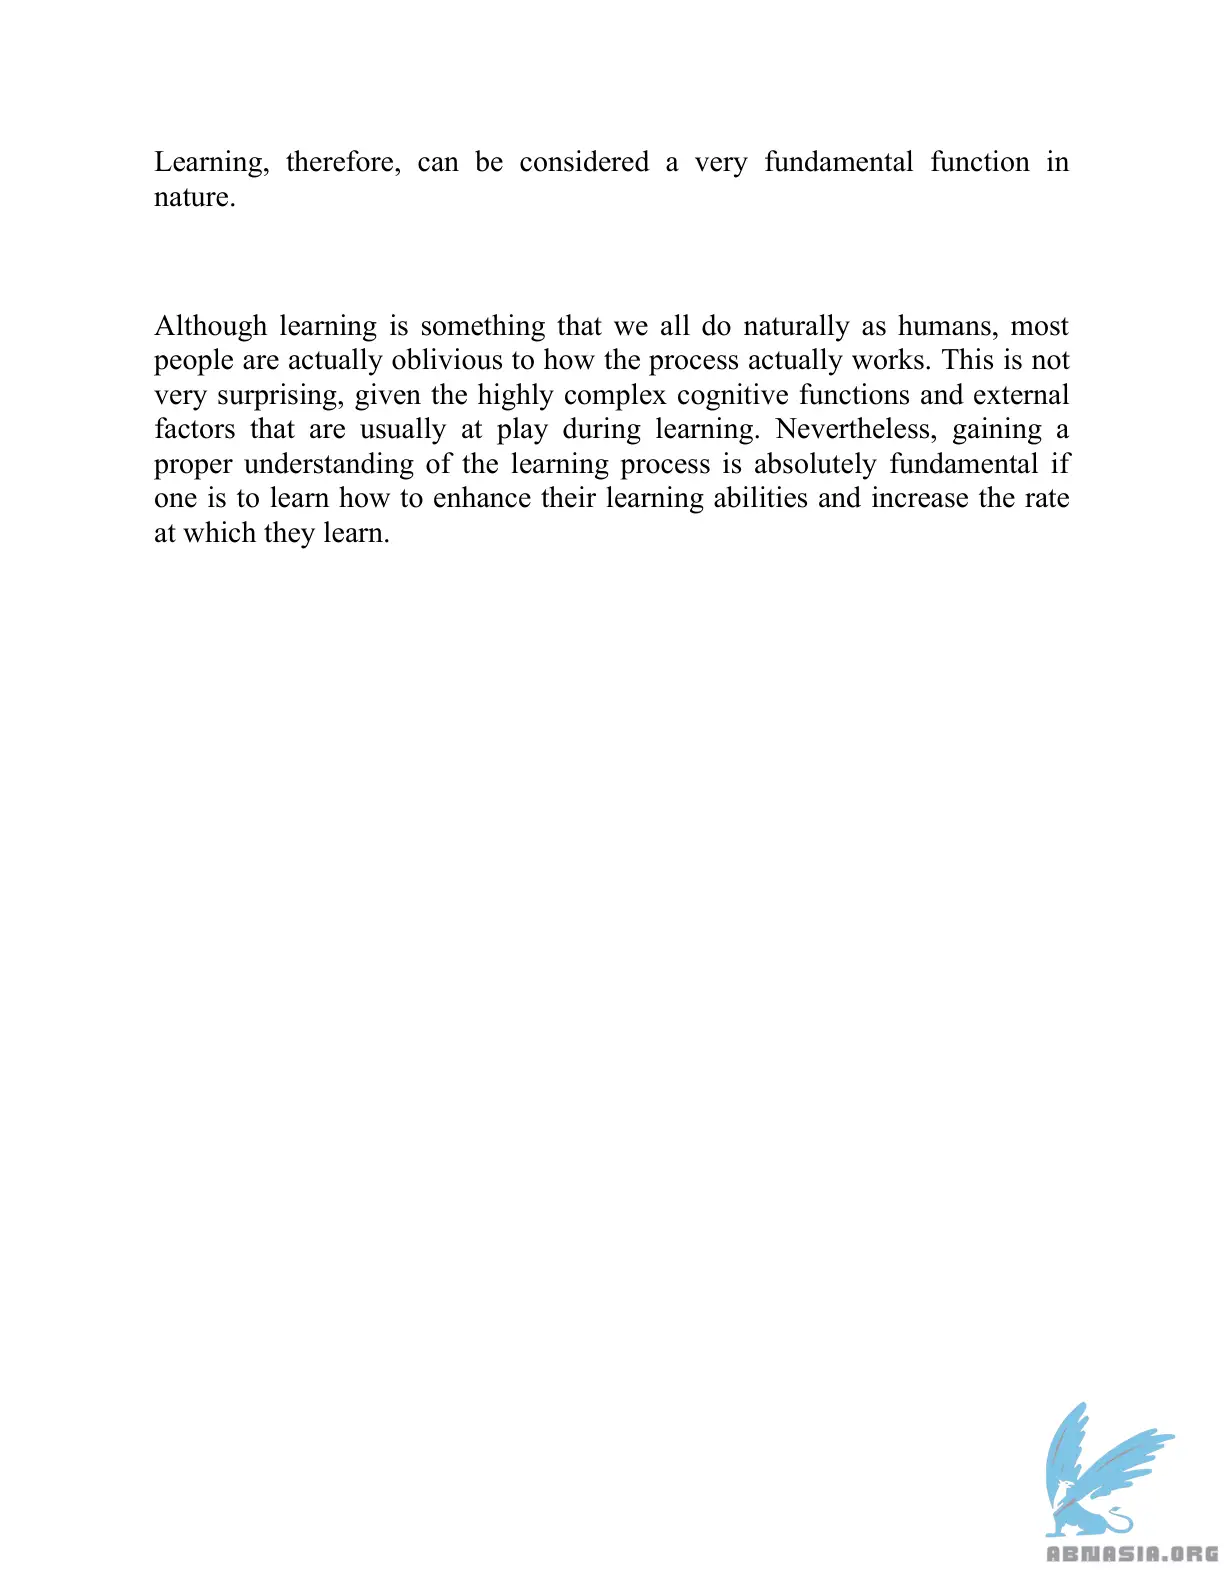 Learning, therefore, can be considered a very fundamental function in
nature.
Although learning is something that we all do naturally as humans, most
people are actually oblivious to how the process actually works. This is not
very surprising, given the highly complex cognitive functions and external
factors that are usually at play during learning. Nevertheless, gaining a
proper understanding of the learning process is absolutely fundamental if
one is to learn how to enhance their learning abilities and increase the rate
at which they learn.
ABNASIA.ORG